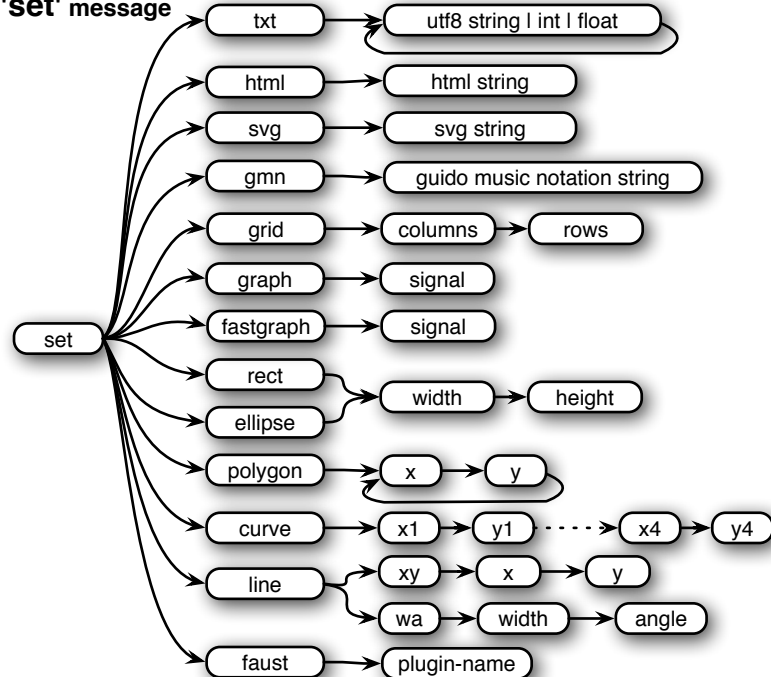 'set' message
txt utf8 string | int | float
html html string
svg svg string
gmn guido music notation string
grid columns rows
graph signal
fastgraph signal
set
rect
width height
ellipse
polygon x y
curve x1 y1 x4 y4
line
xy x y
wa width angle
faust plugin-name